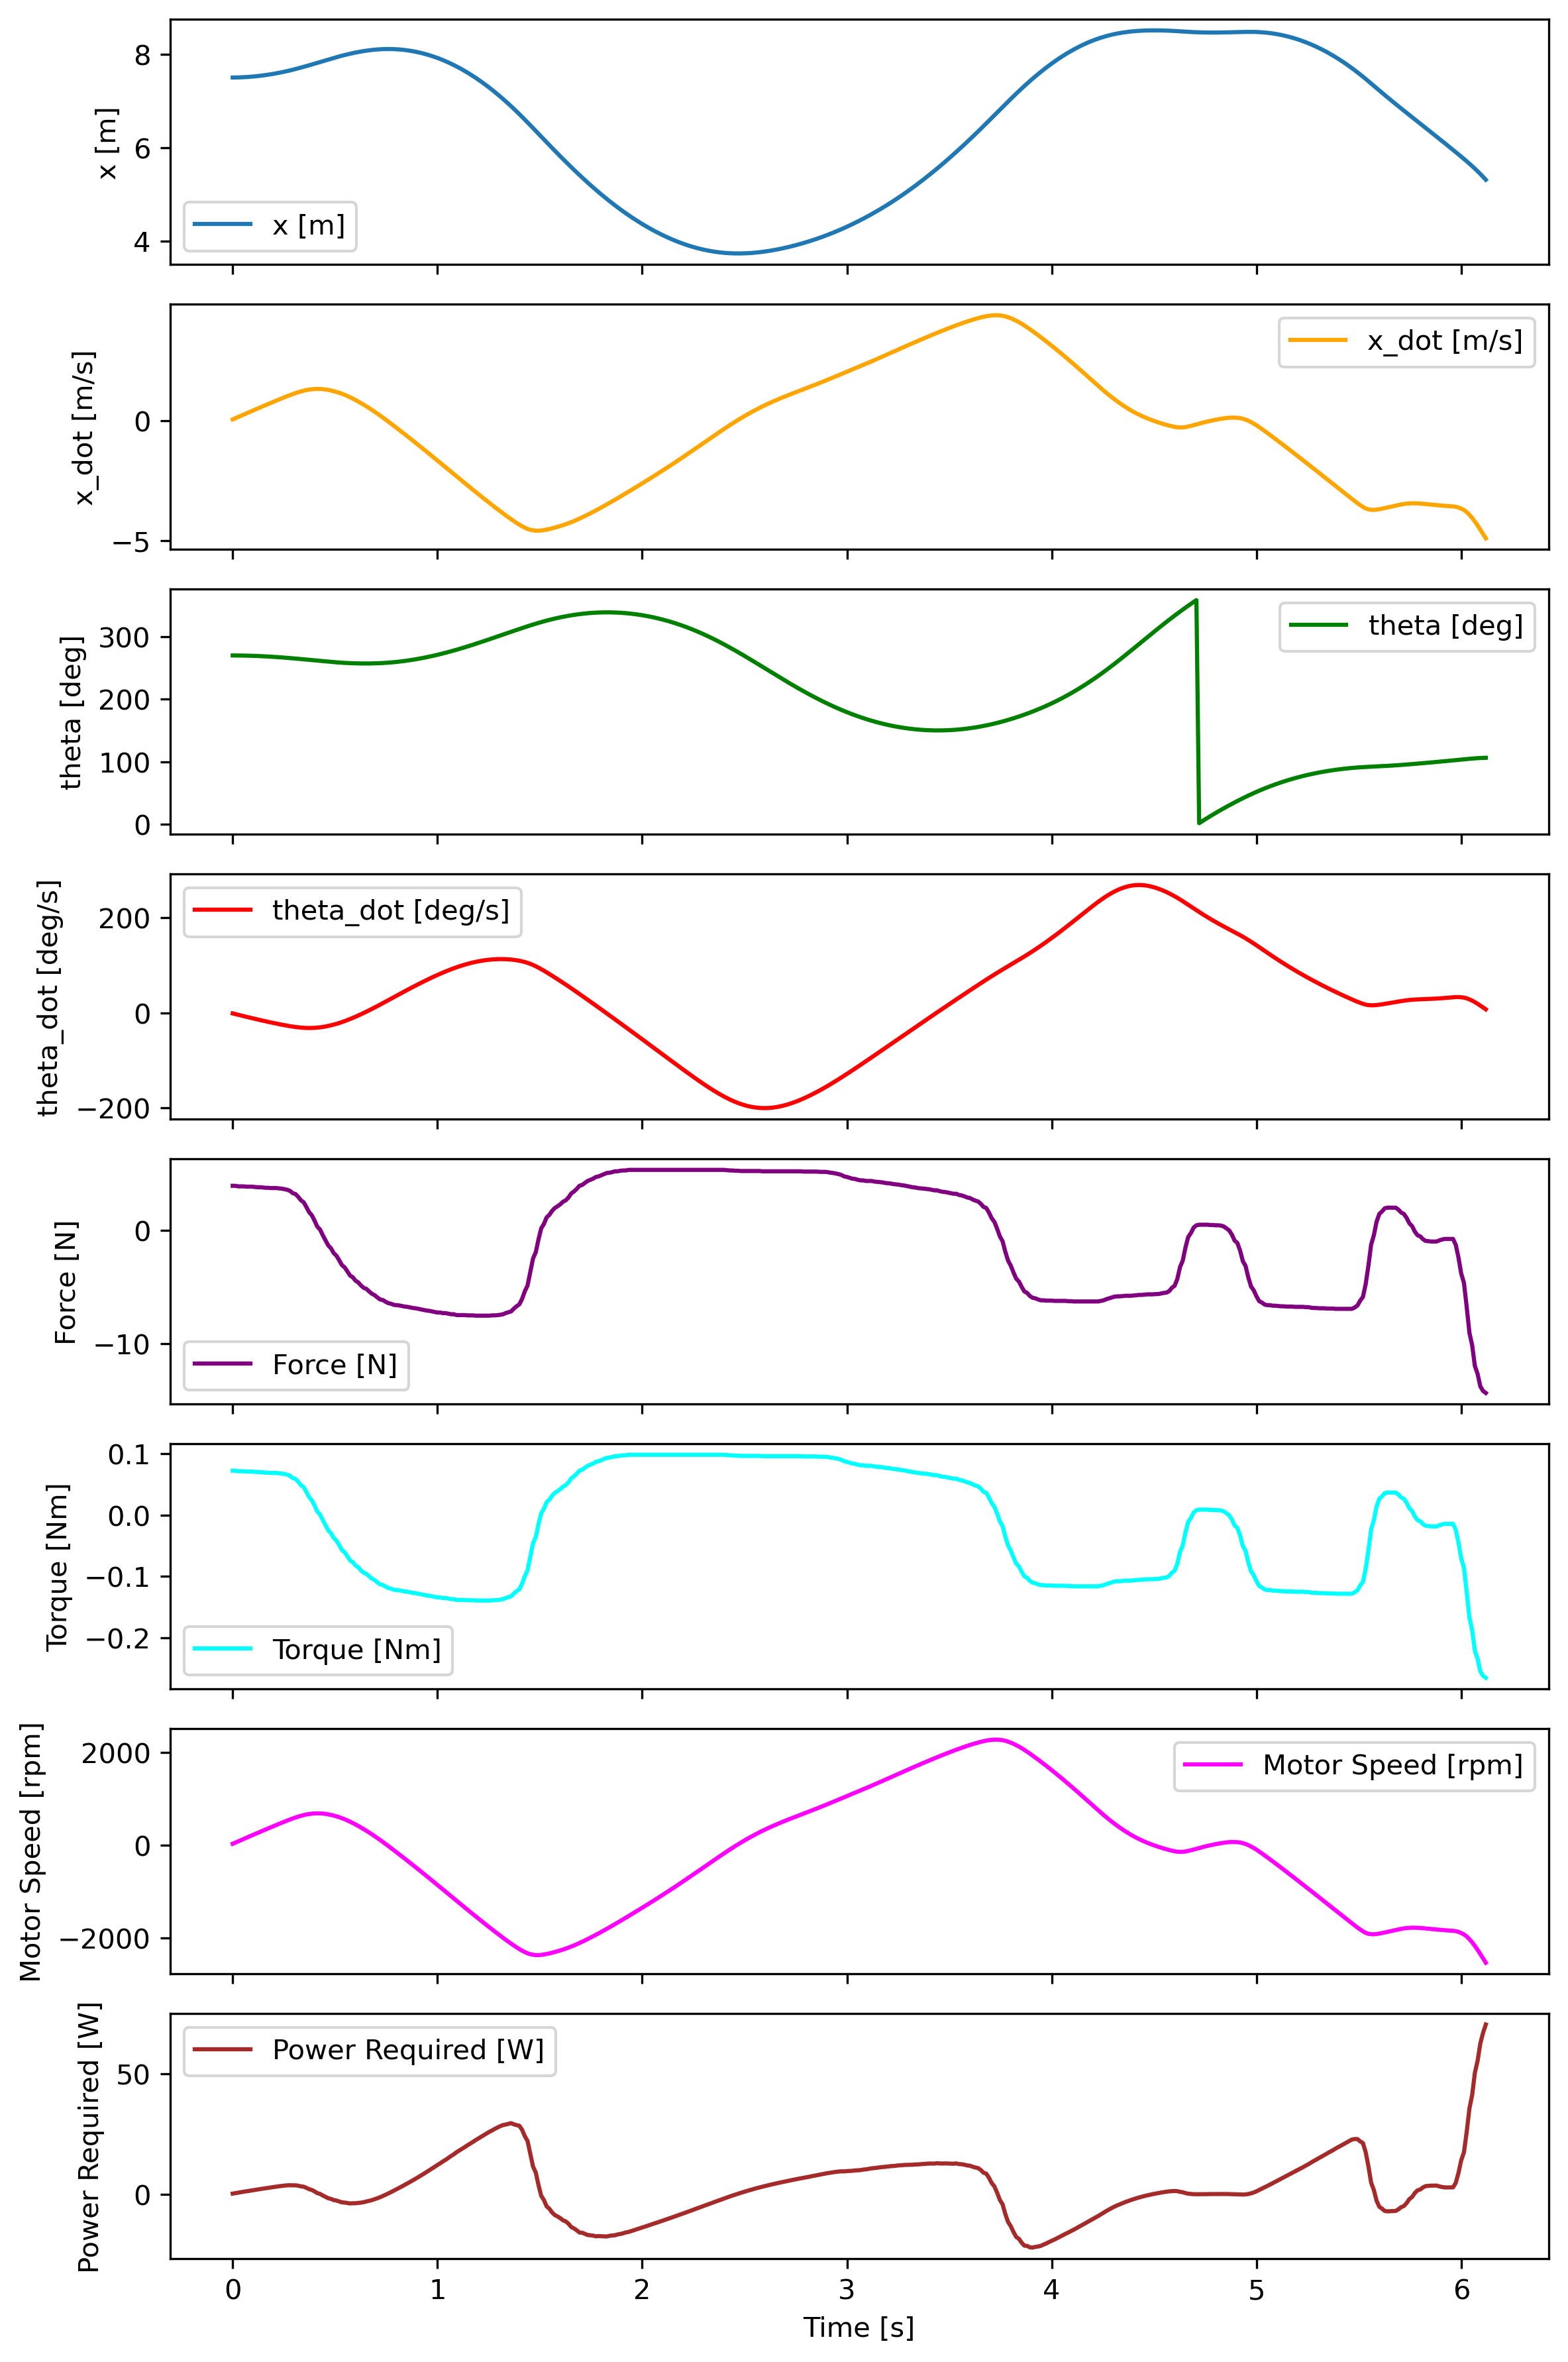 x [m]
8
6
4
x [m]
x_dot [m/s]
0
−5
x_dot [m/s]
theta [deg]
300
200
100
0
theta [deg]
theta_dot [deg/s]
200
0
−200
theta_dot [deg/s]
Force [N]
0
−10
Force [N]
Torque [Nm]
0.1
0.0
−0.1
−0.2
Torque [Nm]
Motor Speed [rpm]
2000
0
−2000
Motor Speed [rpm]
Power Required [W]
50
0
Power Required [W]
0 1 2 3 4 5 6
Time [s]